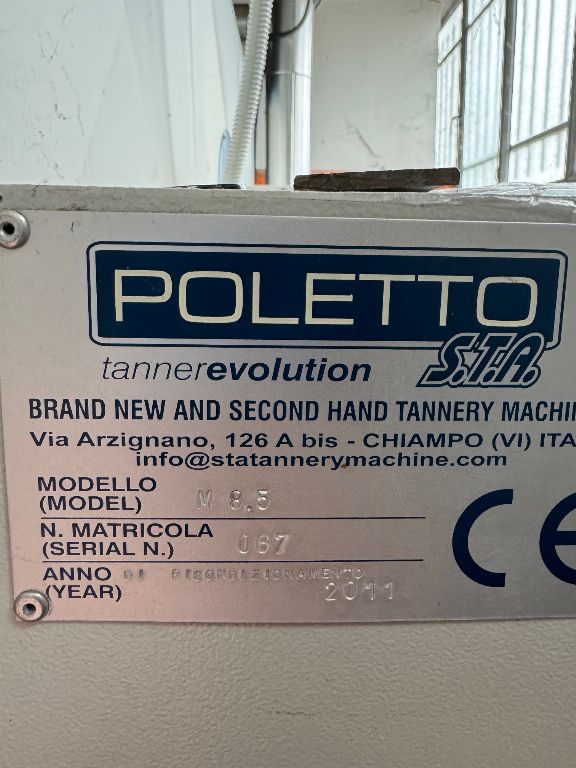 POLETTO
tannerevolution S.T.A.
BRAND NEW AND SECOND HAND TANNERY MACHIN
Via Arzignano, 126 A bis - CHIAMPO (VI) ITA
info@statannerymachine.com
MODELLO
(MODEL) M 8.5
N. MATRICOLA
(SERIAL N.) 067
ANNO DI RICONDIZIONAMENTO
(YEAR) 2011
CE